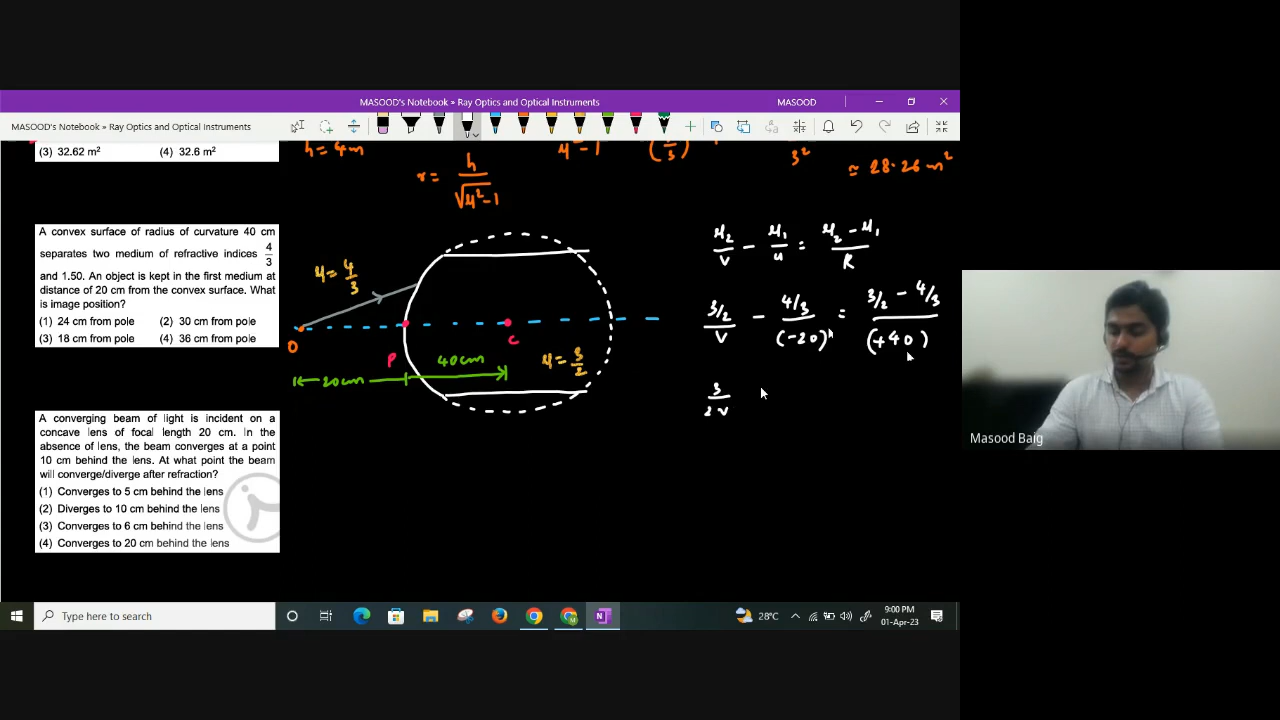 MASOOD's Notebook » Ray Optics and Optical Instruments
MASOOD
MASOOD's Notebook » Ray Optics and Optical Instruments
(3) 32.62 m² (4) 32.6 m²
h = 4m
r = h / √(μ²-1)
3²
≃ 28.26 m²
A convex surface of radius of curvature 40 cm
separates two medium of refractive indices 4/3
and 1.50. An object is kept in the first medium at
distance of 20 cm from the convex surface. What
is image position?
(1) 24 cm from pole (2) 30 cm from pole
(3) 18 cm from pole (4) 36 cm from pole
μ = 4/3
O
P
C
40cm
20cm
μ = 3/2
μ₂/v - μ₁/u = μ₂ - μ₁/R
3/2/v - 4/3/(-20) = 3/2 - 4/3/(+40)
3/2v
A converging beam of light is incident on a
concave lens of focal length 20 cm. In the
absence of lens, the beam converges at a point
10 cm behind the lens. At what point the beam
will converge/diverge after refraction?
(1) Converges to 5 cm behind the lens
(2) Diverges to 10 cm behind the lens
(3) Converges to 6 cm behind the lens
(4) Converges to 20 cm behind the lens
Masood Baig
Type here to search
28°C
9:00 PM
01-Apr-23